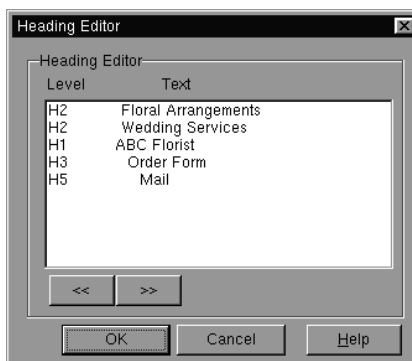 Heading Editor
Heading Editor
Level Text
H2 Floral Arrangements
H2 Wedding Services
H1 ABC Florist
H3 Order Form
H5 Mail
<< >>
OK Cancel Help